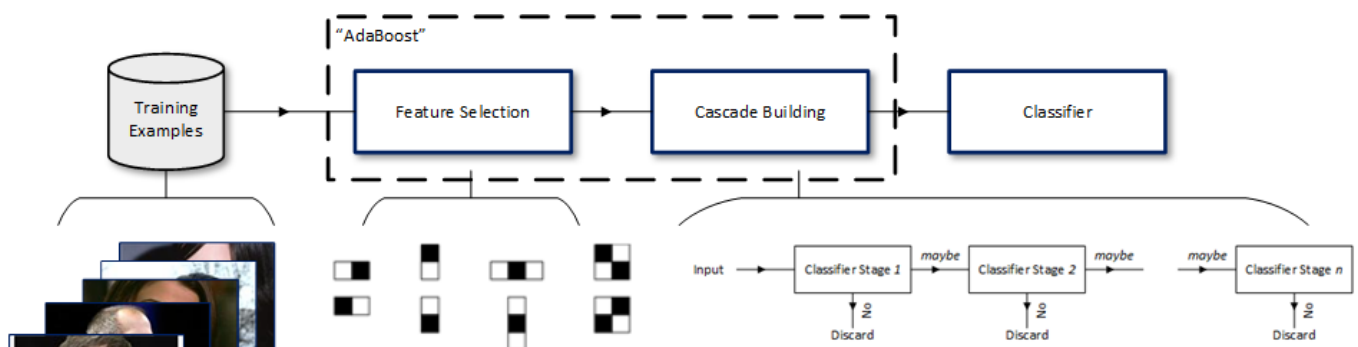 “AdaBoost”
Training
Examples
Feature Selection
Cascade Building
Classifier
Input
Classifier Stage 1
maybe
Classifier Stage 2
maybe
maybe
Classifier Stage n
No
No
No
Discard
Discard
Discard